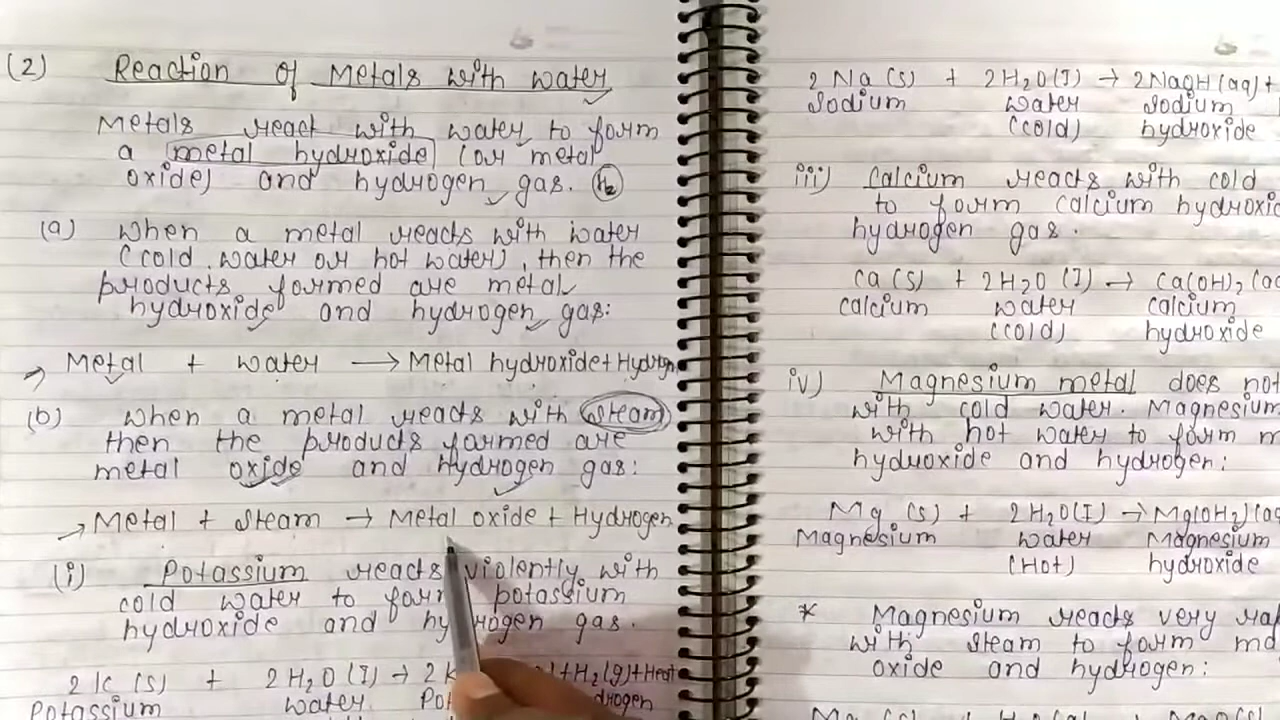 (2) Reaction of Metals with water
Metals react with water to form
a metal hydroxide (or metal
oxide) and hydrogen gas. H₂
(a) when a metal reacts with water
(cold water or hot water), then the
products formed are metal
hydroxide and hydrogen gas:
Metal + water → Metal hydroxide + Hydrogn
(b) when a metal reacts with steam
then the products formed are
metal oxide and hydrogen gas:
→ Metal + steam → Metal oxide + Hydrogen
(i) Potassium reacts violently with
cold water to form potassium
hydroxide and hydrogen gas.
2K (s) + 2H₂O (l) → 2K +H₂(g)+Heat
Potassium water Pot drogen
2 Na (s) + 2H₂O (l) → 2NaOH (aq) +
Sodium water Sodium
(cold) hydroxide
iii) Calcium reacts with cold
to form calcium hydroxid
hydrogen gas.
Ca (s) + 2H₂O (l) → Ca(OH)₂ (aq
calcium water calcium
(cold) hydroxide
iv) Magnesium metal does not
with cold water. Magnesium
with hot water to form m
hydroxide and hydrogen:
Mg (s) + 2H₂O (l) → Mg(OH₂) (aq
Magnesium water Magnesium
(Hot) hydroxide
* Magnesium reacts very
with steam to form
oxide and hydrogen: